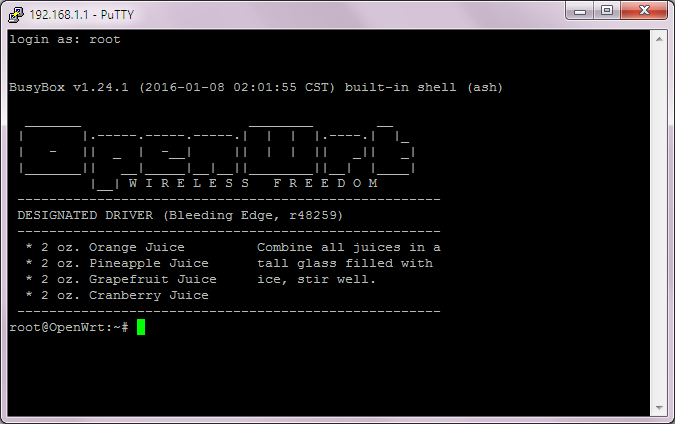 192.168.1.1 - PuTTY
login as: root
BusyBox v1.24.1 (2016-01-08 02:01:55 CST) built-in shell (ash)
OpenWrt
W I R E L E S S   F R E E D O M
-----------------------------------------------------
DESIGNATED DRIVER (Bleeding Edge, r48259)
-----------------------------------------------------
* 2 oz. Orange Juice         Combine all juices in a
* 2 oz. Pineapple Juice      tall glass filled with
* 2 oz. Grapefruit Juice     ice, stir well.
* 2 oz. Cranberry Juice
-----------------------------------------------------
root@OpenWrt:~#